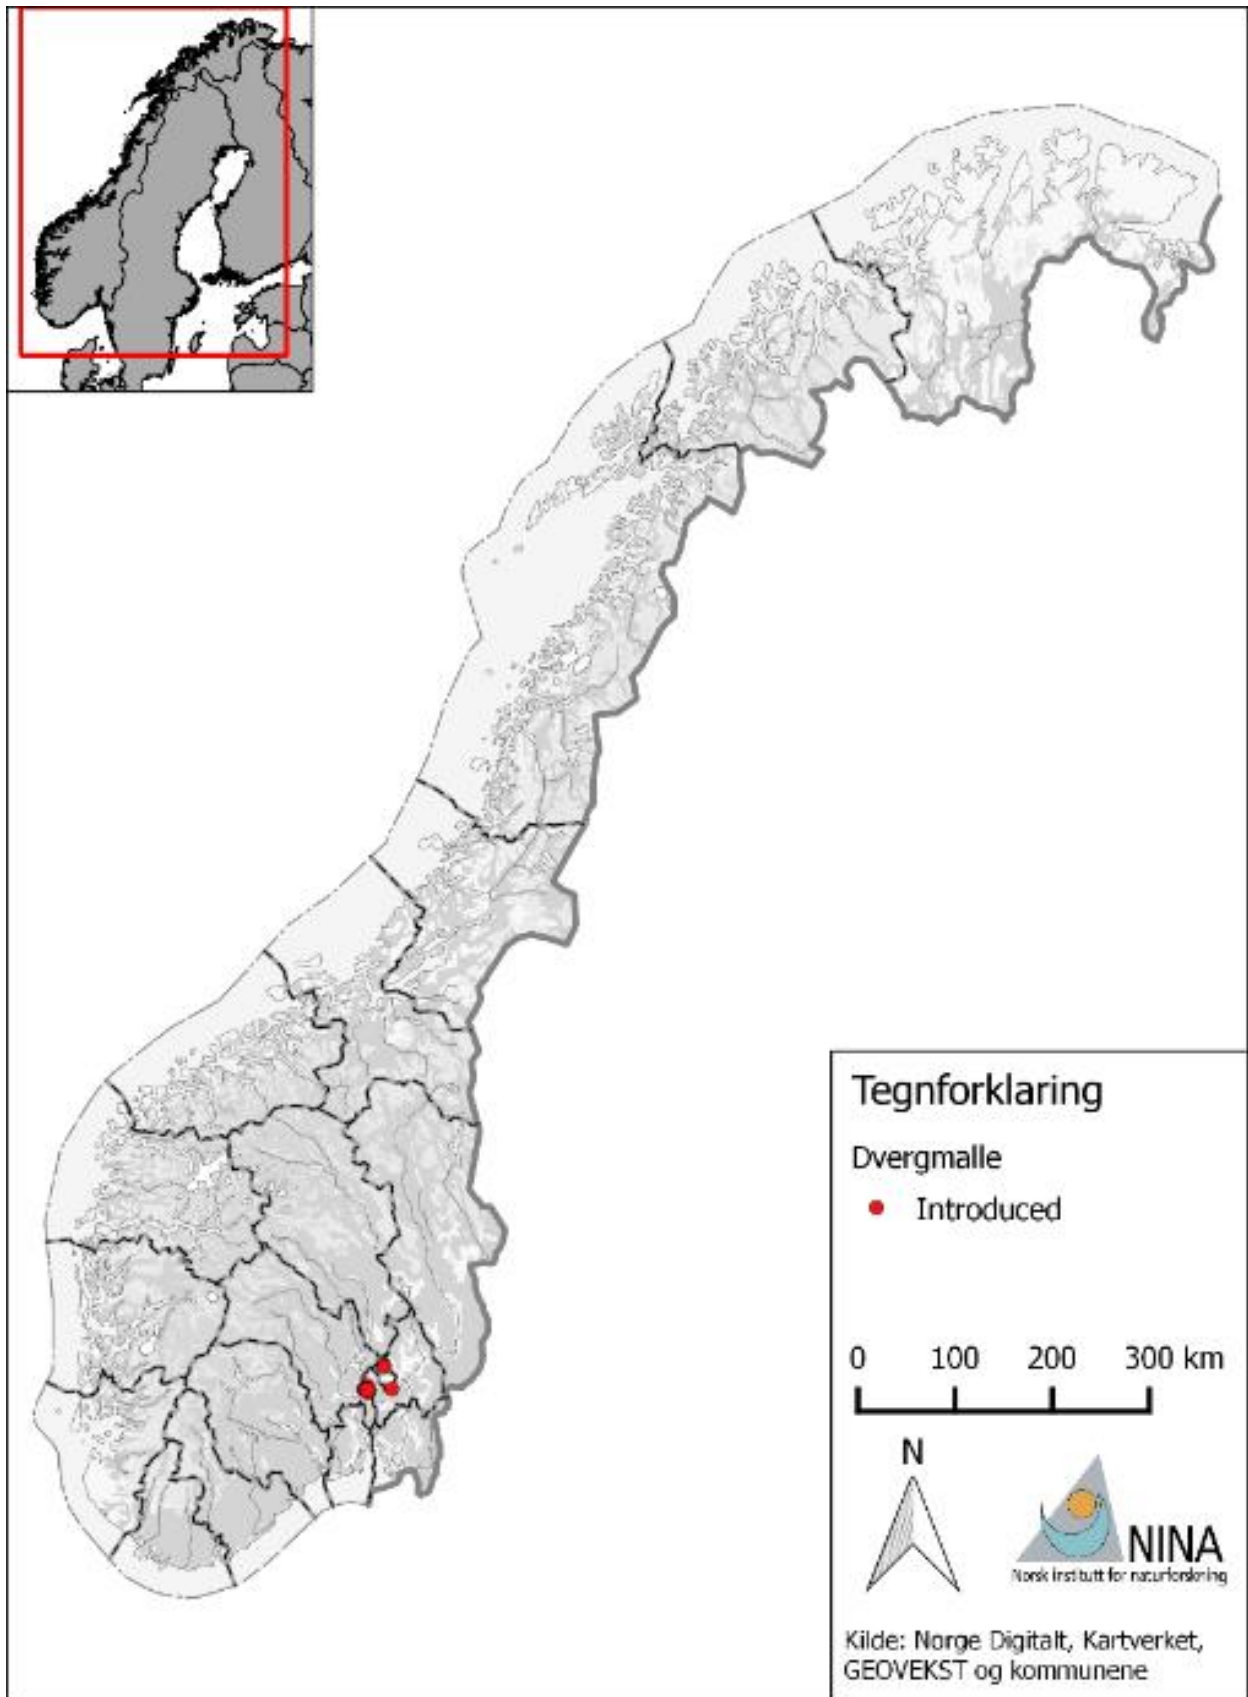 Tegnforklaring
Dvergmalle
Introduced
0 100 200 300 km
N
NINA
Norsk institutt for naturforskning
Kilde: Norge Digitalt, Kartverket,
GEOVEKST og kommunene